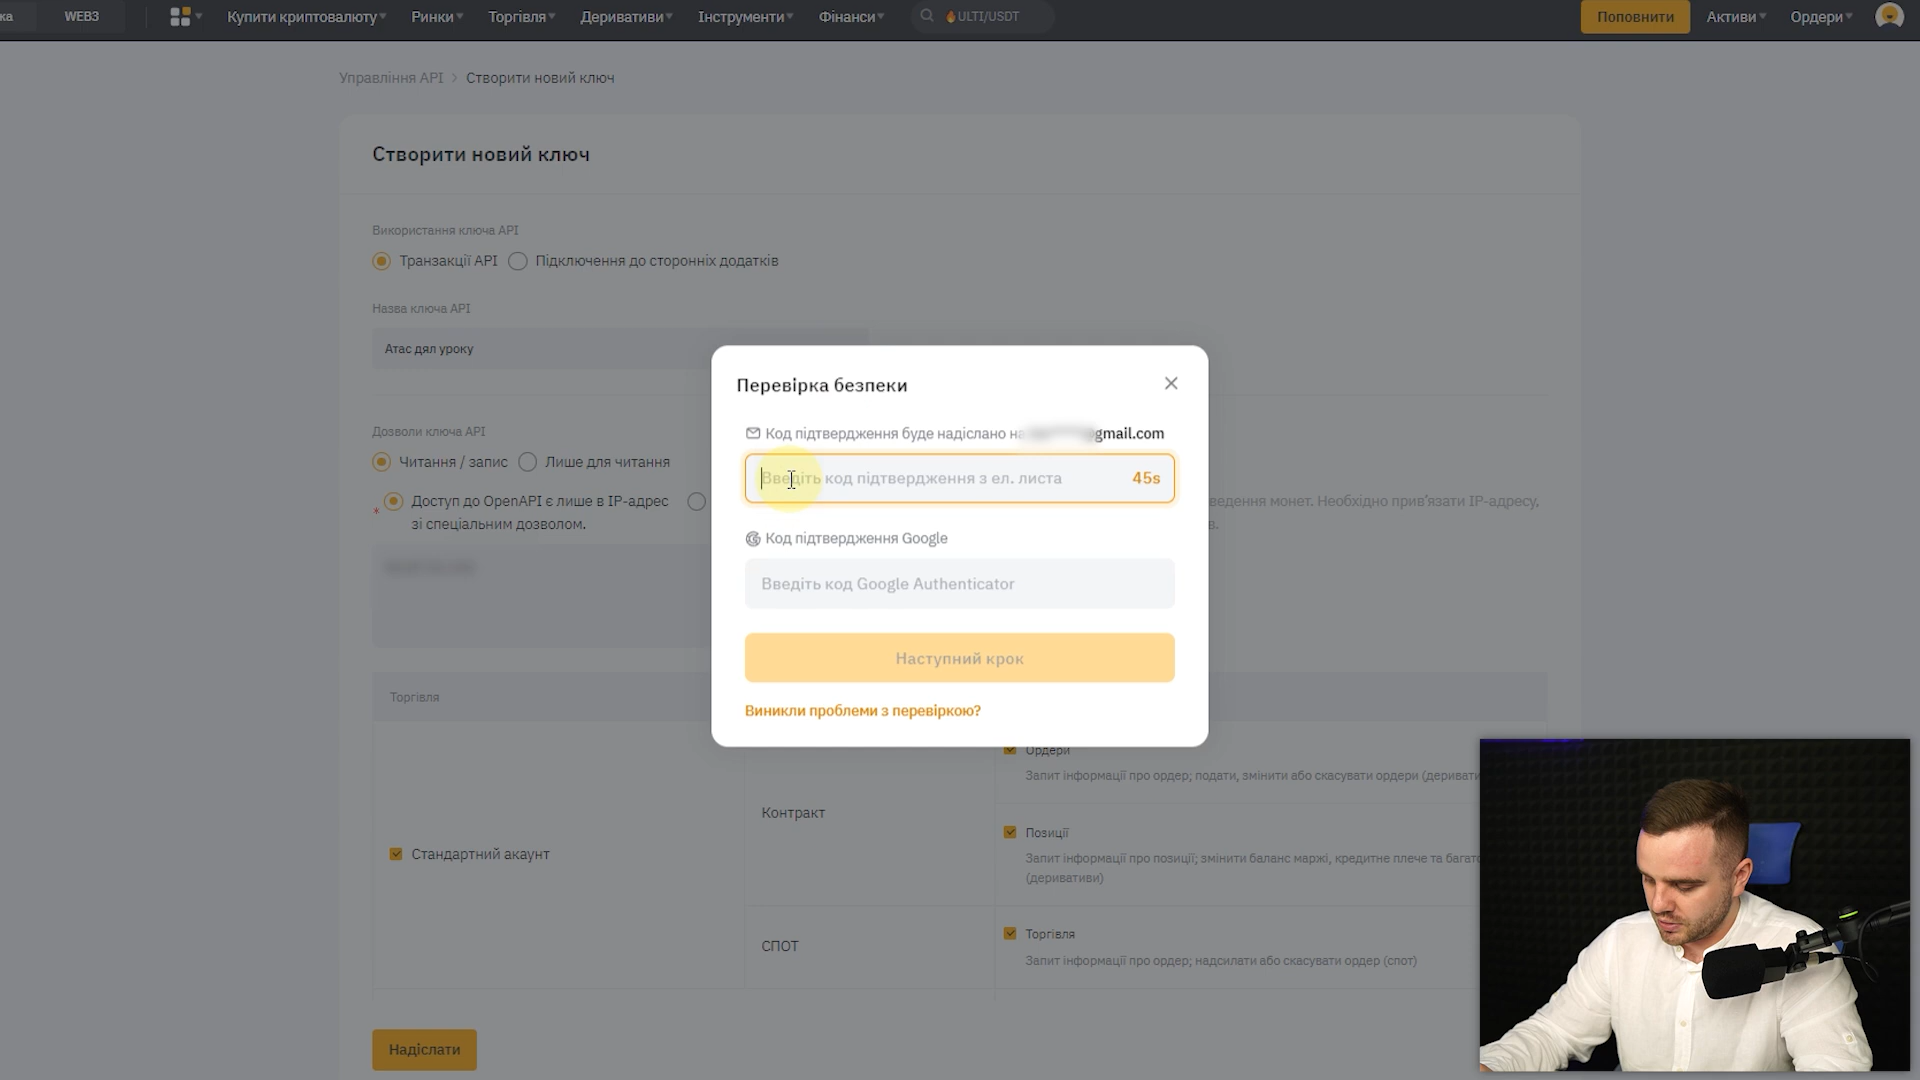 ка
WEB3
Купити криптовалюту
Ринки
Торгівля
Деривативи
Інструменти
Фінанси
ULTI/USDT
Поповнити
Активи
Ордери
Управління API > Створити новий ключ
Створити новий ключ
Використання ключа API
Транзакції API
Підключення до сторонніх додатків
Назва ключа API
Атас дял уроку
Дозволи ключа API
Читання / запис
Лише для читання
* Доступ до OpenAPI є лише в IP-адрес
зі спеціальним дозволом.
ведення монет. Необхідно прив'язати IP-адресу,
в.
Перевірка безпеки
Код підтвердження буде надіслано на
gmail.com
Введіть код підтвердження з ел. листа
45s
Код підтвердження Google
Введіть код Google Authenticator
Наступний крок
Виникли проблеми з перевіркою?
Торгівля
Стандартний акаунт
Контракт
Ордери
Запит інформації про ордер; подати, змінити або скасувати ордери (деривати
Позиції
Запит інформації про позиції; змінити баланс маржі, кредитне плече та багато
(деривативи)
СПОТ
Торгівля
Запит інформації про ордер; надсилати або скасувати ордер (спот)
Надіслати